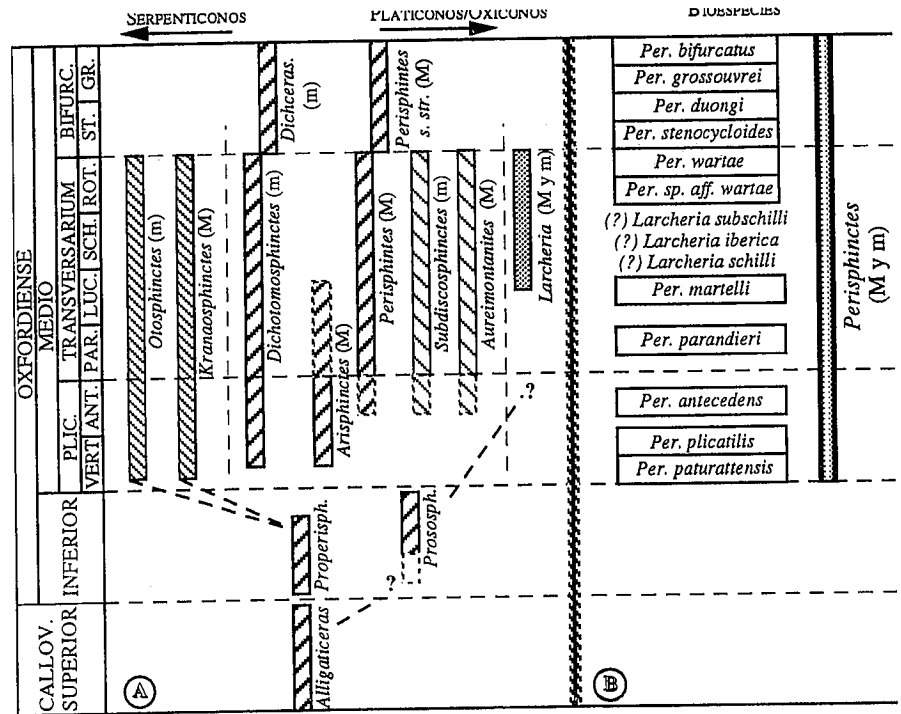 SERPENTICONOS
PLATICONOS/OXICONOS
BIOESPECIES
OXFORDENSE
MEDIO
BIFURC.
GR.
ST.
TRANSVERSARIUM
ROT.
SCH.
LUC.
PAR.
PLIC.
ANT.
VERT
INFERIOR
CALLOV.
SUPERIOR
Otosphinctes (m)
Kranaosphinctes (M)
Dichceras.
(m)
Dichotomosphinctes (m)
Arisphinctes (M)
Perisphintes
s. str. (M)
Perisphintes (M)
Subdiscosphinctes (m)
Aureimontanites (M)
Larcheria (M y m)
.?
Properisph.
Prososph.
?
Alligaticeras
A
Per. bifurcatus
Per. grossouvrei
Per. duongi
Per. stenocycloides
Per. wartae
Per. sp. aff. wartae
(?) Larcheria subschilli
(?) Larcheria iberica
(?) Larcheria schilli
Per. martelli
Per. parandieri
Per. antecedens
Per. plicatilis
Per. paturattensis
Perisphinctes
(M y m)
B